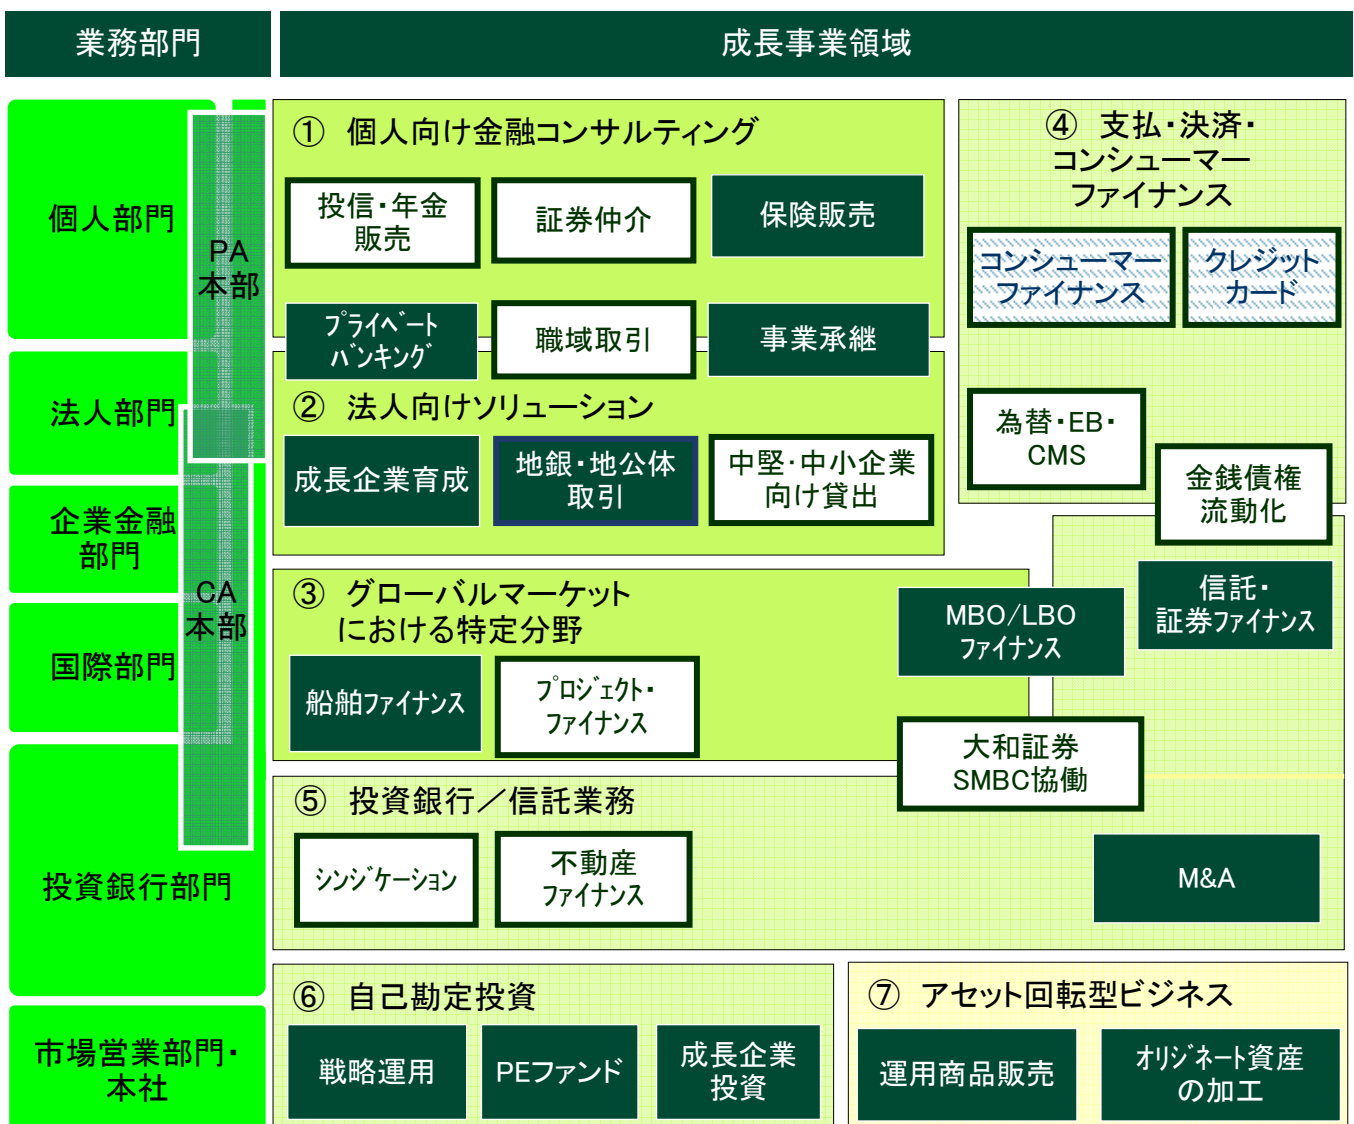 業務部門
成長事業領域
個人部門
PA
本部
法人部門
企業金融
部門
CA
本部
国際部門
投資銀行部門
市場営業部門・
本社
① 個人向け金融コンサルティング
投信・年金
販売
証券仲介
保険販売
プライベート
バンキング
職域取引
事業承継
② 法人向けソリューション
成長企業育成
地銀・地公体
取引
中堅・中小企業
向け貸出
③ グローバルマーケット
における特定分野
船舶ファイナンス
プロジェクト・
ファイナンス
MBO/LBO
ファイナンス
大和証券
SMBC協働
④ 支払・決済・
コンシューマー
ファイナンス
コンシューマー
ファイナンス
クレジット
カード
為替・EB・
CMS
金銭債権
流動化
信託・
証券ファイナンス
⑤ 投資銀行／信託業務
シンジケーション
不動産
ファイナンス
M&A
⑥ 自己勘定投資
戦略運用
PEファンド
成長企業
投資
⑦ アセット回転型ビジネス
運用商品販売
オリジネート資産
の加工